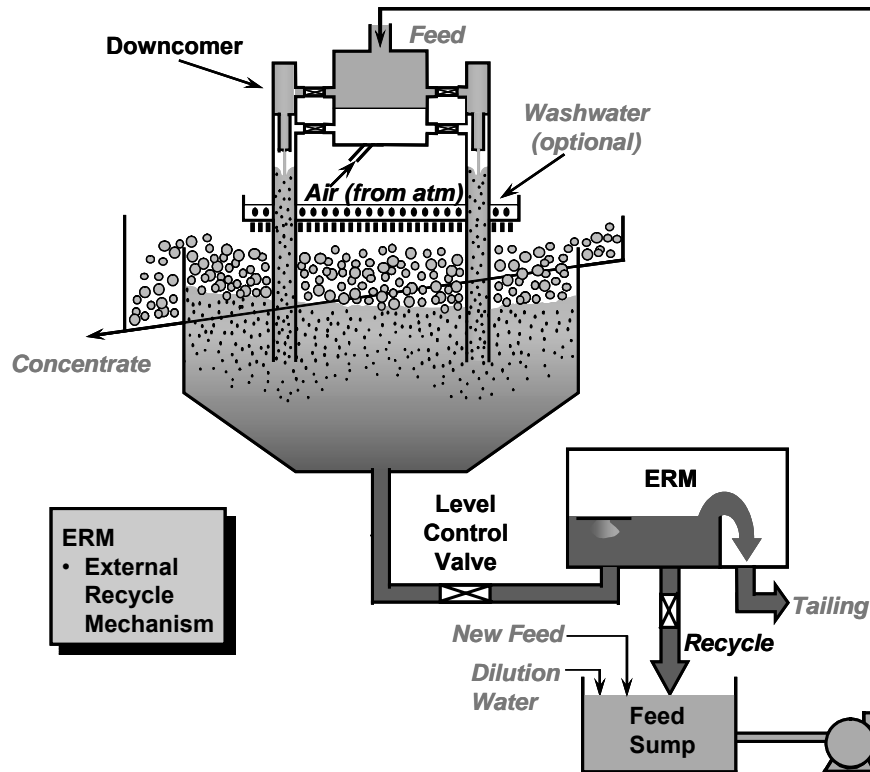 Feed
Downcomer
Washwater
(optional)
Air (from atm)
Concentrate
ERM
Level
Control
Valve
ERM
• External
Recycle
Mechanism
Tailing
New Feed
Recycle
Dilution
Water
Feed
Sump